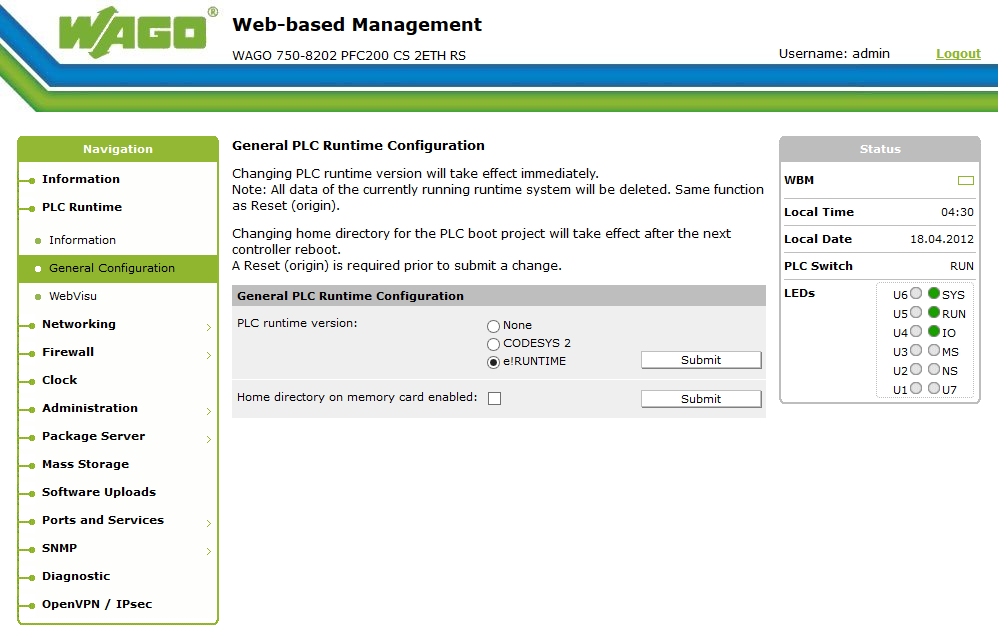 WAGO®
Web-based Management
WAGO 750-8202 PFC200 CS 2ETH RS
Username: admin
Logout
Navigation
Information
PLC Runtime
Information
General Configuration
WebVisu
Networking
Firewall
Clock
Administration
Package Server
Mass Storage
Software Uploads
Ports and Services
SNMP
Diagnostic
OpenVPN / IPsec
General PLC Runtime Configuration
Changing PLC runtime version will take effect immediately.
Note: All data of the currently running runtime system will be deleted. Same function
as Reset (origin).
Changing home directory for the PLC boot project will take effect after the next
controller reboot.
A Reset (origin) is required prior to submit a change.
General PLC Runtime Configuration
PLC runtime version:
None
CODESYS 2
e!RUNTIME
Submit
Home directory on memory card enabled:
Submit
Status
WBM
Local Time 04:30
Local Date 18.04.2012
PLC Switch RUN
LEDs
U6 SYS
U5 RUN
U4 IO
U3 MS
U2 NS
U1 U7